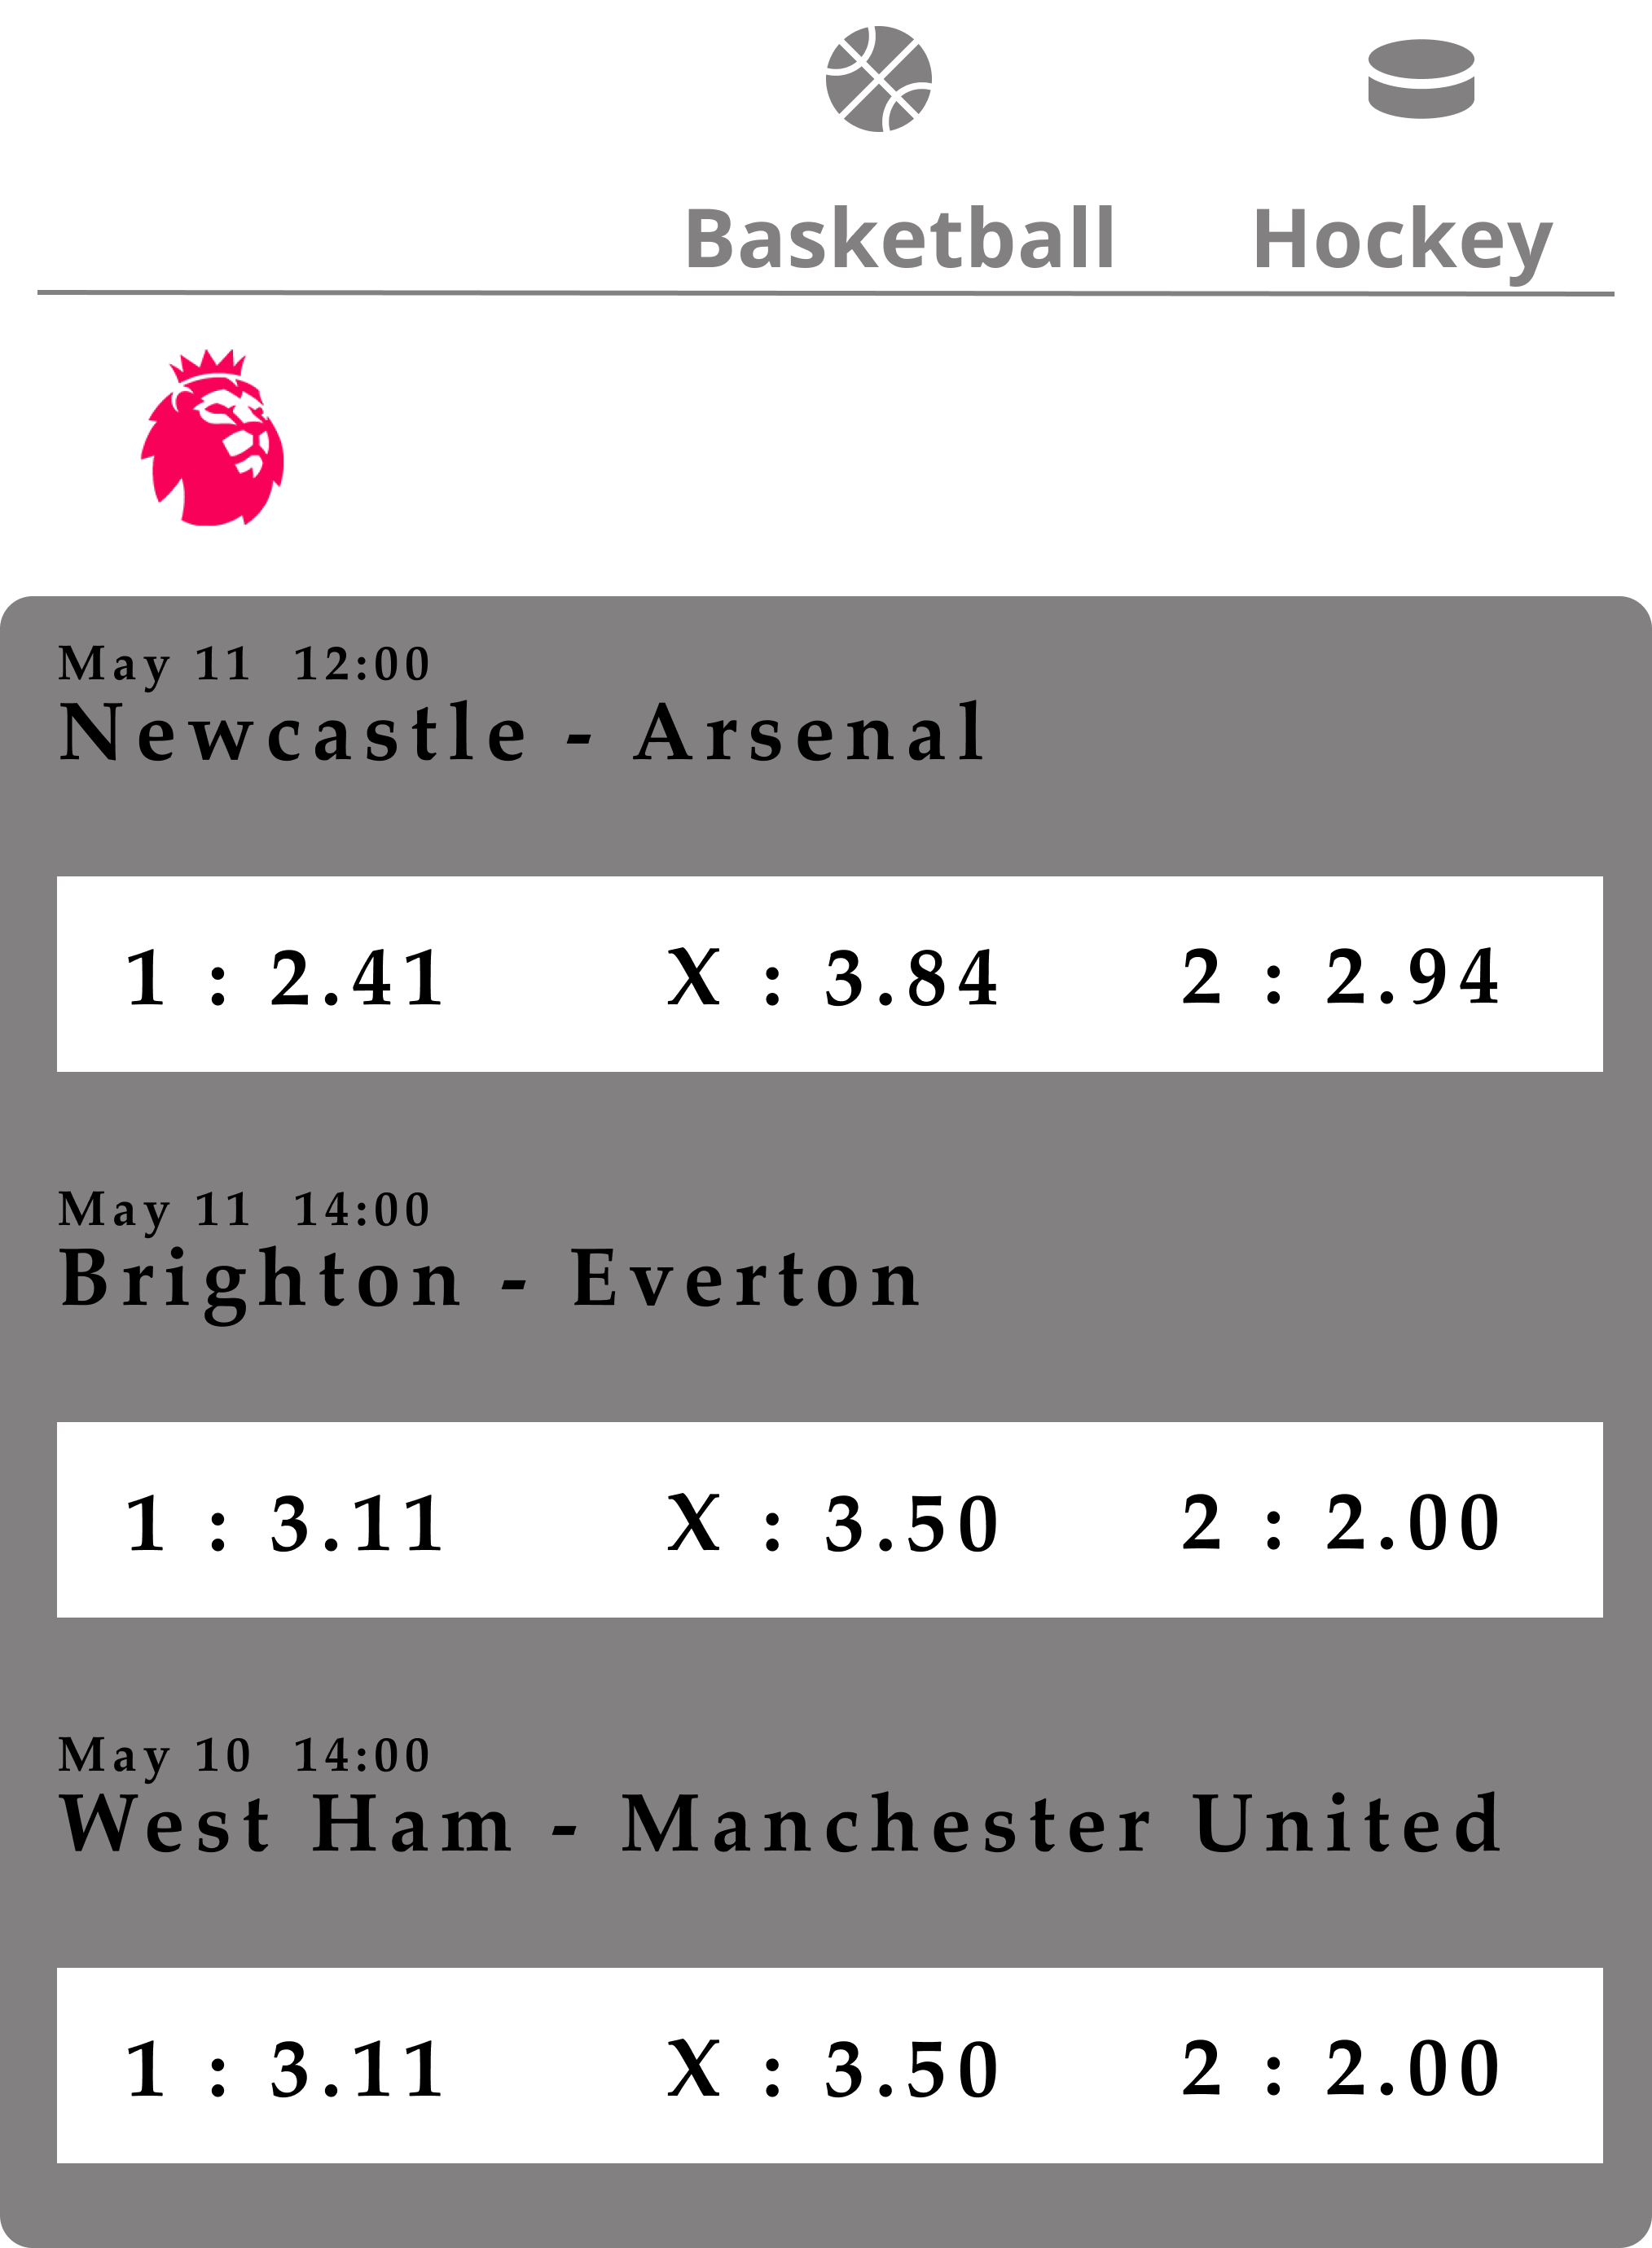 Basketball Hockey
May 11 12:00
Newcastle - Arsenal
1 : 2.41 X : 3.84 2 : 2.94
May 11 14:00
Brighton - Everton
1 : 3.11 X : 3.50 2 : 2.00
May 10 14:00
West Ham - Manchester United
1 : 3.11 X : 3.50 2 : 2.00